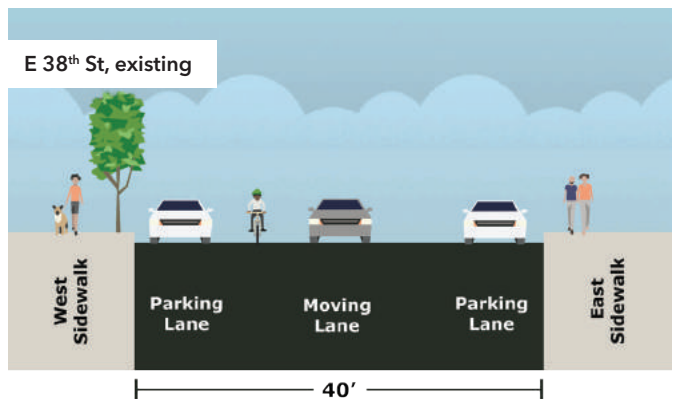 E 38th St, existing
West
Sidewalk
Parking
Lane
Moving
Lane
Parking
Lane
East
Sidewalk
40’